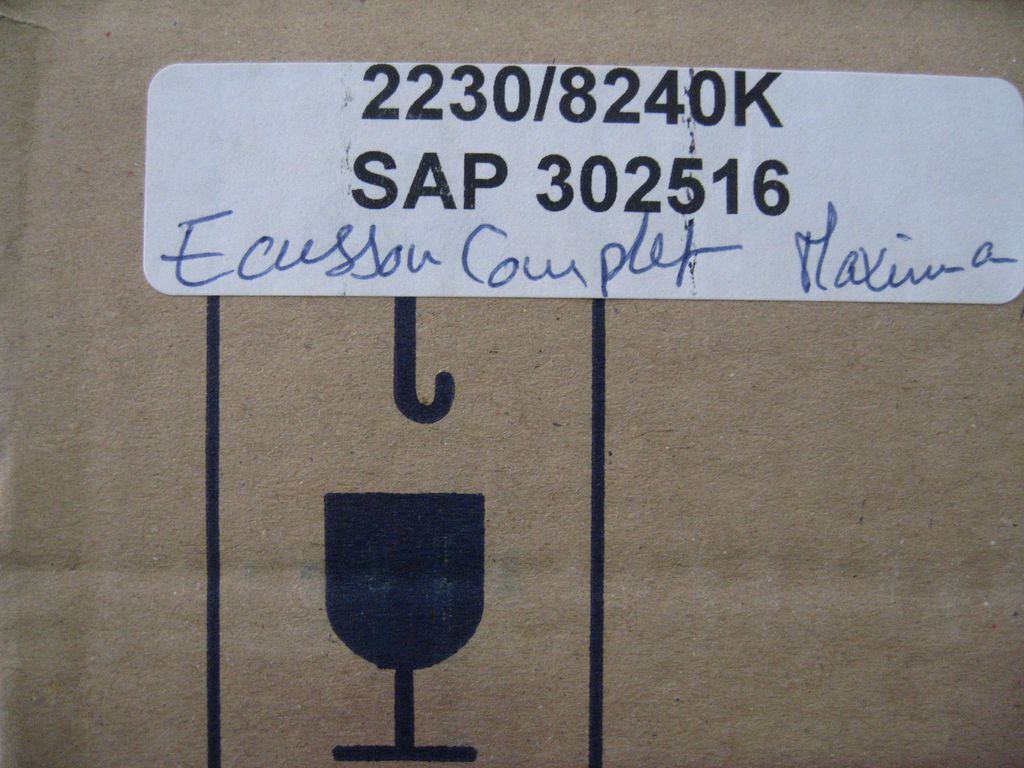 2230/8240K
SAP 302516
Ecusson Complet Maxima